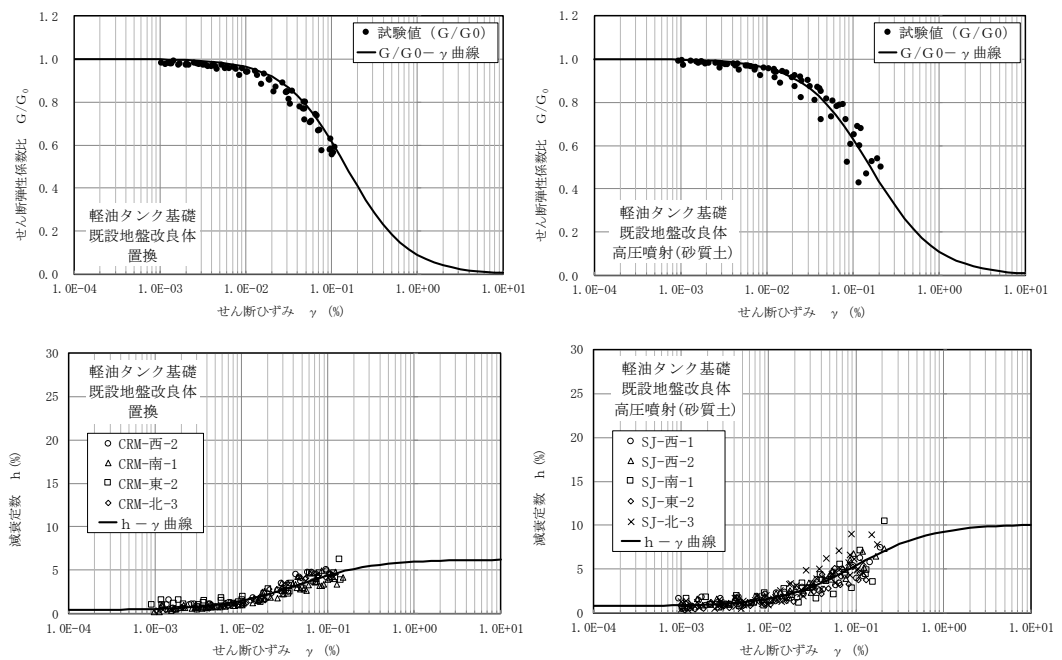 1.2
1.0
0.8
0.6
0.4
0.2
0.0
せん断弾性係数比 G/G₀
● 試験値（G/G0）
G/G0－γ曲線
軽油タンク基礎
既設地盤改良体
置換
1.0E-04 1.0E-03 1.0E-02 1.0E-01 1.0E+00 1.0E+01
せん断ひずみ γ (%)
1.2
1.0
0.8
0.6
0.4
0.2
0.0
せん断弾性係数比 G/G₀
● 試験値（G/G0）
G/G0－γ曲線
軽油タンク基礎
既設地盤改良体
高圧噴射(砂質土)
1.0E-04 1.0E-03 1.0E-02 1.0E-01 1.0E+00 1.0E+01
せん断ひずみ γ (%)
30
25
20
15
10
5
0
減衰定数 h(%)
軽油タンク基礎
既設地盤改良体
置換
CRM-西-2
CRM-南-1
CRM-東-2
CRM-北-3
h－γ曲線
1.0E-04 1.0E-03 1.0E-02 1.0E-01 1.0E+00 1.0E+01
せん断ひずみ γ (%)
30
25
20
15
10
5
0
減衰定数 h(%)
軽油タンク基礎
既設地盤改良体
高圧噴射(砂質土)
SJ-西-1
SJ-西-2
SJ-南-1
SJ-東-2
SJ-北-3
h－γ曲線
1.0E-04 1.0E-03 1.0E-02 1.0E-01 1.0E+00 1.0E+01
せん断ひずみ γ (%)